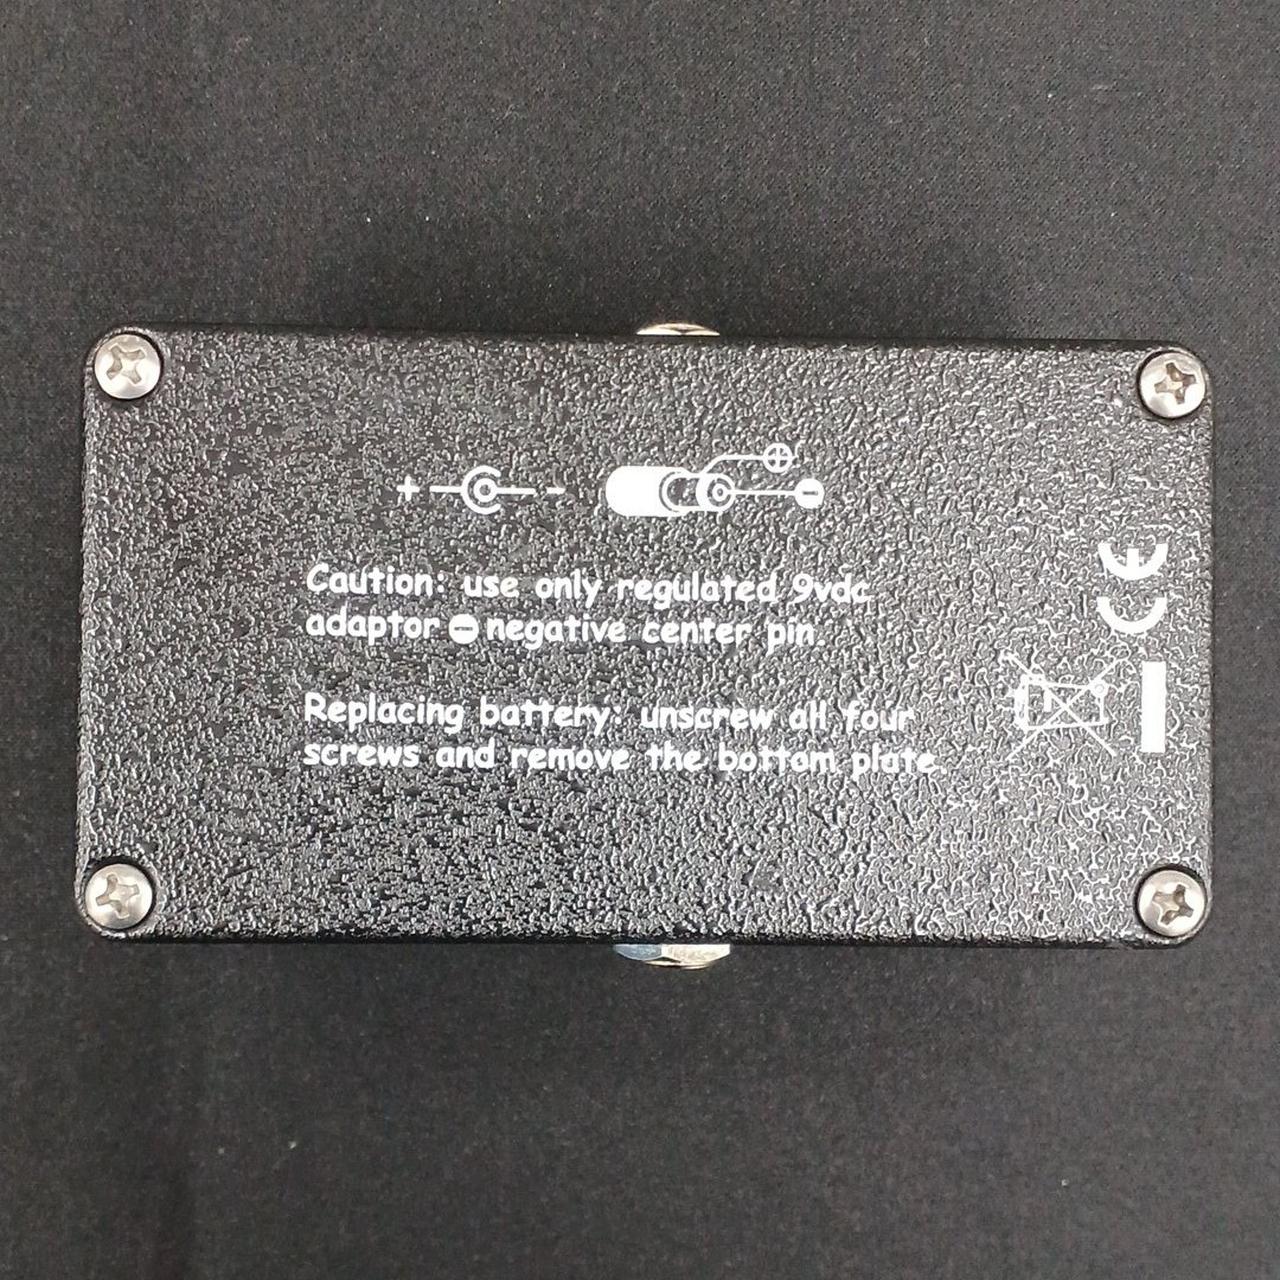 + -
Caution: use only regulated 9vdc
adaptor ⊖ negative center pin.
Replacing battery: unscrew all four
screws and remove the bottom plate.
CE